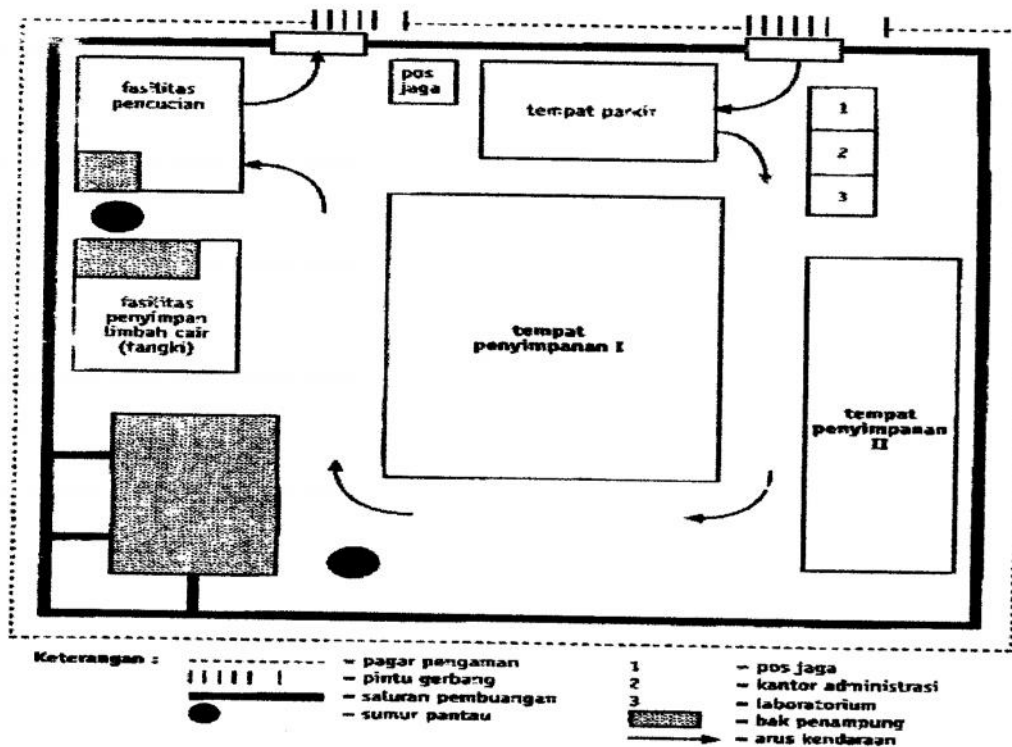 fasilitas
pencucian
pos
jaga
tempat parkir
1
2
3
fasilitas
penyimpan
limbah cair
(tangki)
tempat
penyimpanan I
tempat
penyimpanan
II
Keterangan :
= pagar pengaman
= pintu gerbang
= saluran pembuangan
= sumur pantau
1 = pos jaga
2 = kantor administrasi
3 = laboratorium
= bak penampung
= arus kendaraan